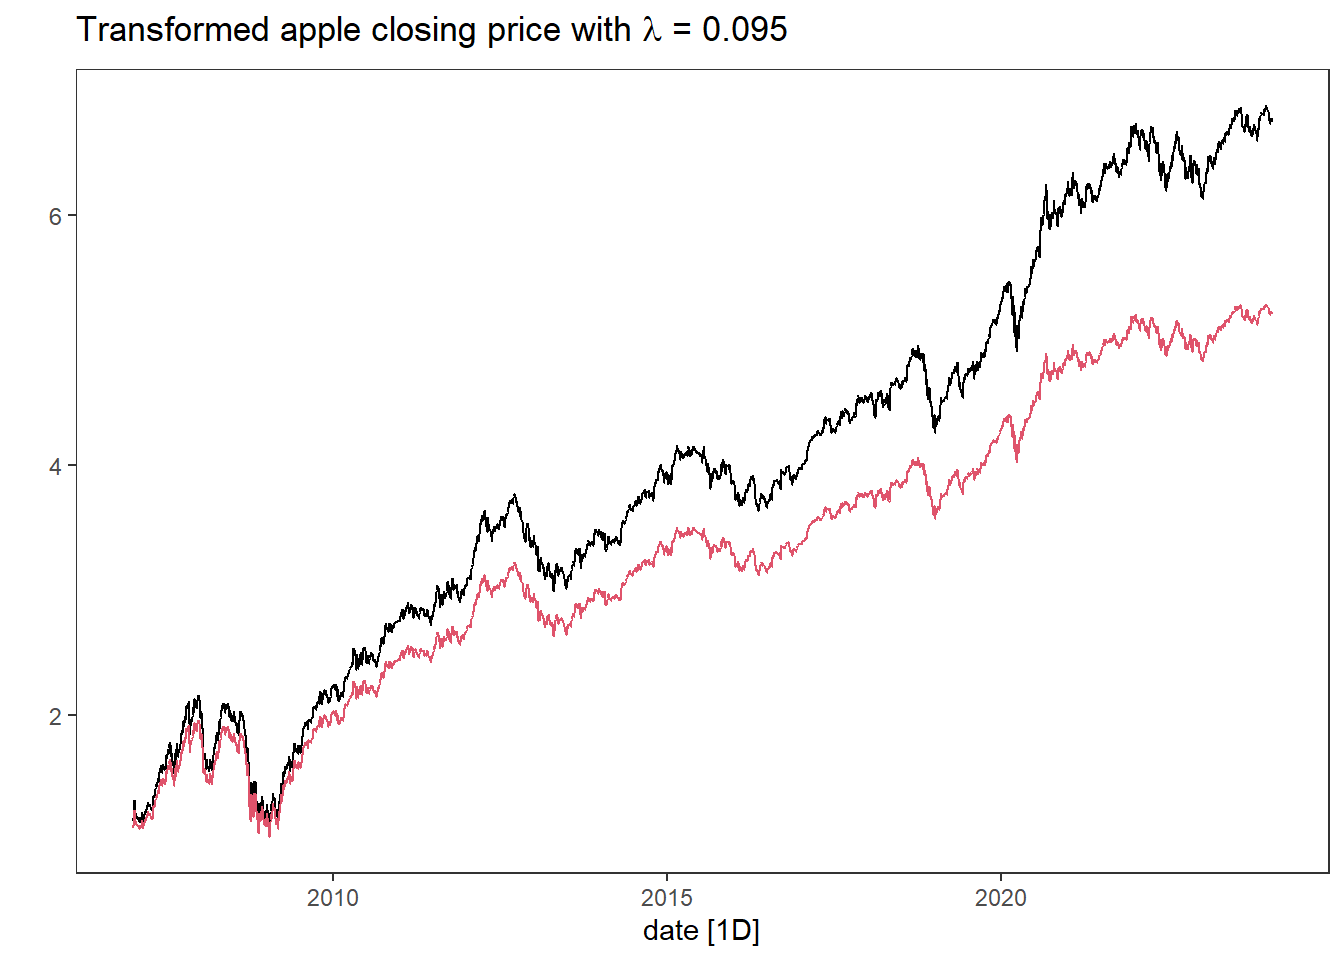 Transformed apple closing price with λ = 0.095
6
4
2
2010 2015 2020
date [1D]